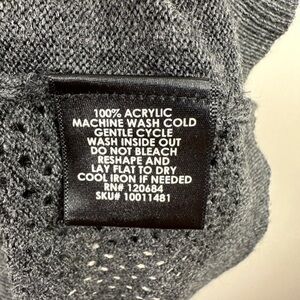 100% ACRYLIC
MACHINE WASH COLD
GENTLE CYCLE
WASH INSIDE OUT
DO NOT BLEACH
RESHAPE AND
LAY FLAT TO DRY
COOL IRON IF NEEDED
RN# 120684
SKU# 10011481